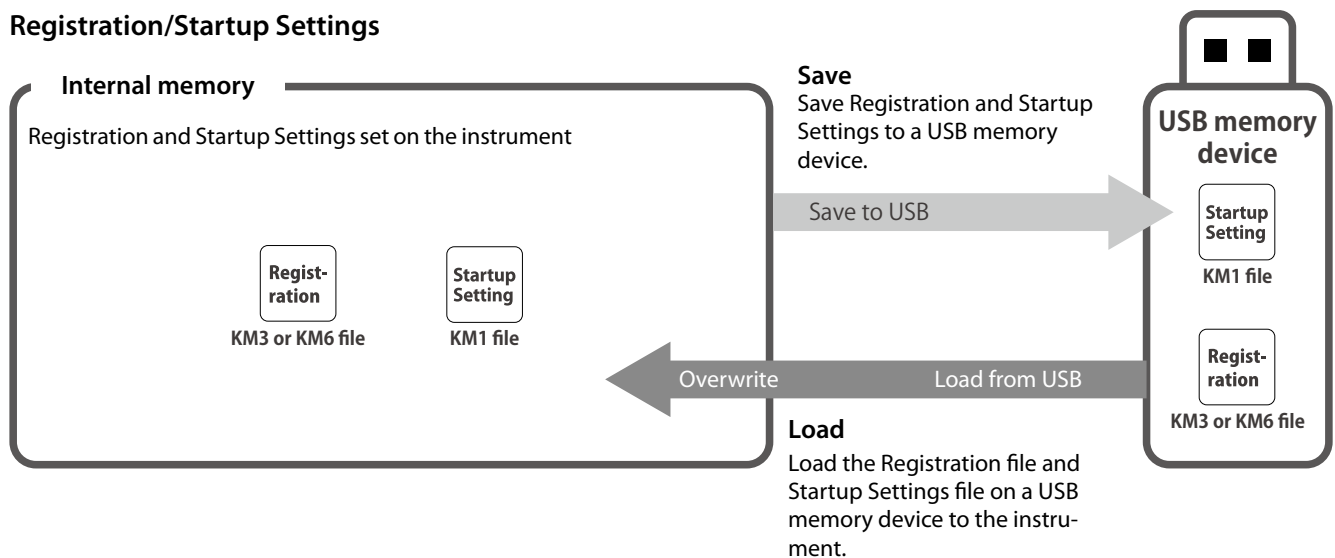 Registration/Startup Settings
Internal memory
Registration and Startup Settings set on the instrument
Regist-
ration
KM3 or KM6 file
Startup
Setting
KM1 file
Save
Save Registration and Startup
Settings to a USB memory
device.
Save to USB
Overwrite
Load from USB
Load
Load the Registration file and
Startup Settings file on a USB
memory device to the instru-
ment.
USB memory
device
Startup
Setting
KM1 file
Regist-
ration
KM3 or KM6 file